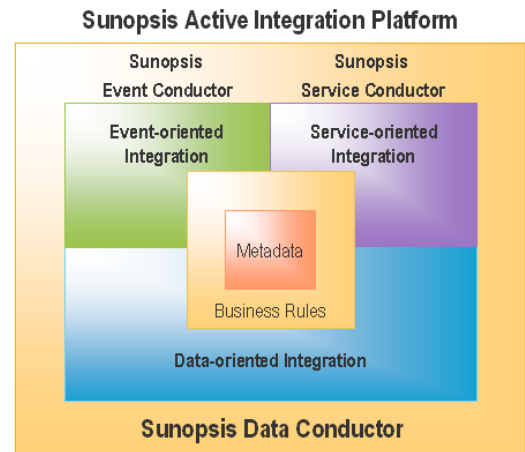 Sunopsis Active Integration Platform
Sunopsis
Event Conductor
Sunopsis
Service Conductor
Event-oriented
Integration
Service-oriented
Integration
Metadata
Business Rules
Data-oriented Integration
Sunopsis Data Conductor